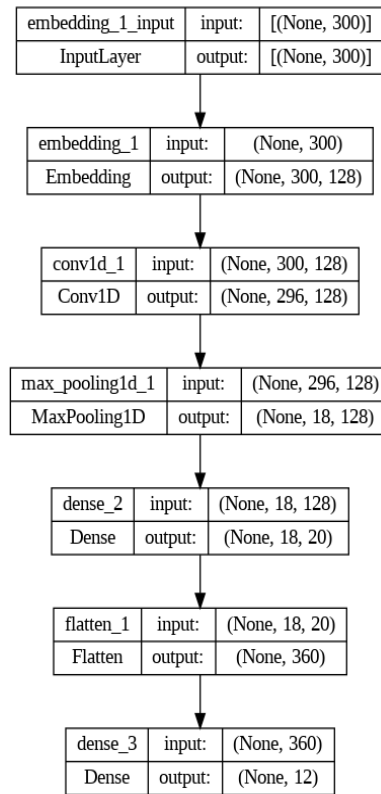 embedding_1_input input: [(None, 300)]
InputLayer output: [(None, 300)]
embedding_1 input: (None, 300)
Embedding output: (None, 300, 128)
conv1d_1 input: (None, 300, 128)
Conv1D output: (None, 296, 128)
max_pooling1d_1 input: (None, 296, 128)
MaxPooling1D output: (None, 18, 128)
dense_2 input: (None, 18, 128)
Dense output: (None, 18, 20)
flatten_1 input: (None, 18, 20)
Flatten output: (None, 360)
dense_3 input: (None, 360)
Dense output: (None, 12)